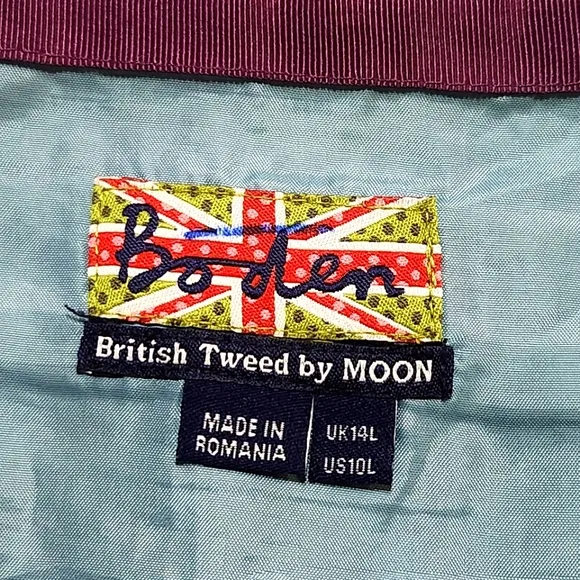 Boden
British Tweed by MOON
MADE IN
ROMANIA
UK14L
US10L